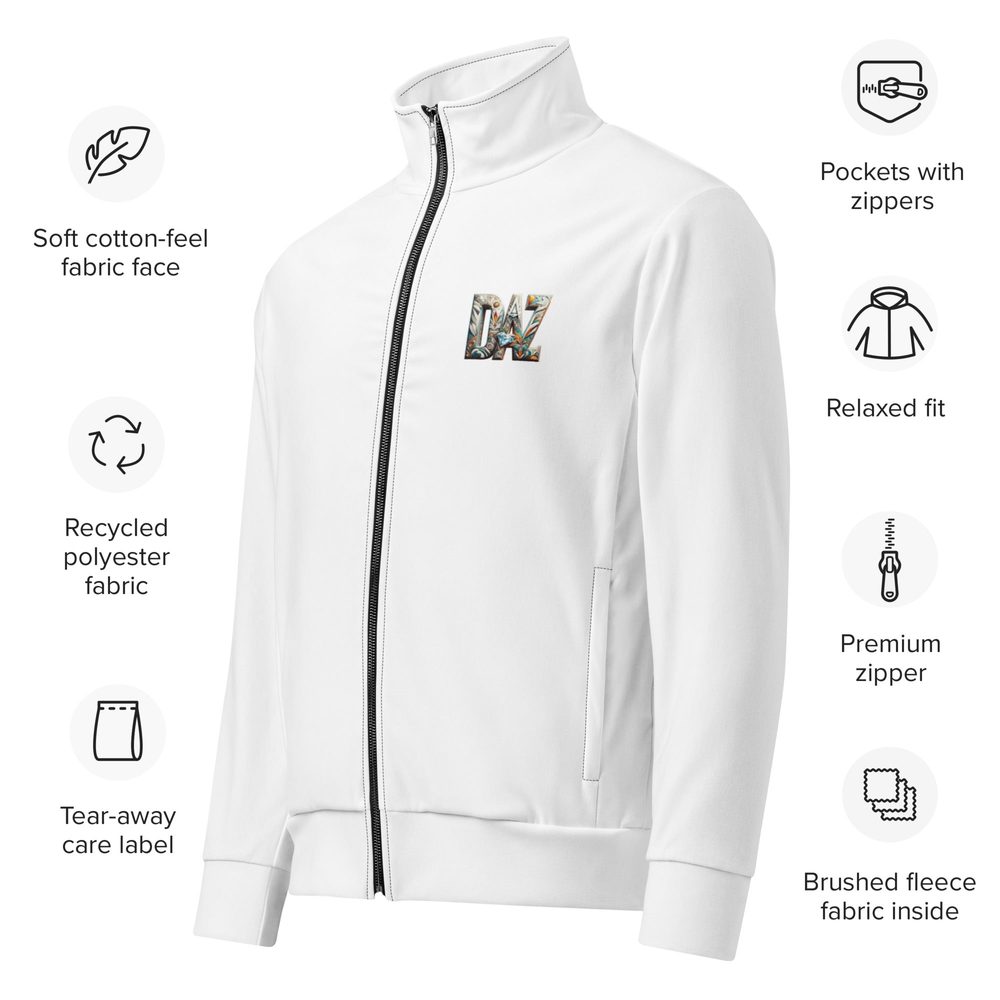 Soft cotton-feel
fabric face
Recycled
polyester
fabric
Tear-away
care label
DAZ
Pockets with
zippers
Relaxed fit
Premium
zipper
Brushed fleece
fabric inside